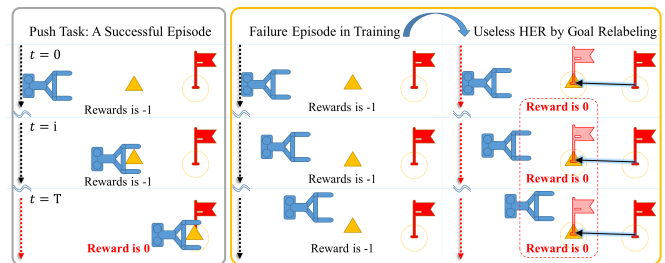 Push Task: A Successful Episode
Failure Episode in Training
Useless HER by Goal Relabeling
t = 0
Rewards is -1
Rewards is -1
Reward is 0
t = i
Rewards is -1
Rewards is -1
Reward is 0
t = T
Reward is 0
Rewards is -1
Reward is 0